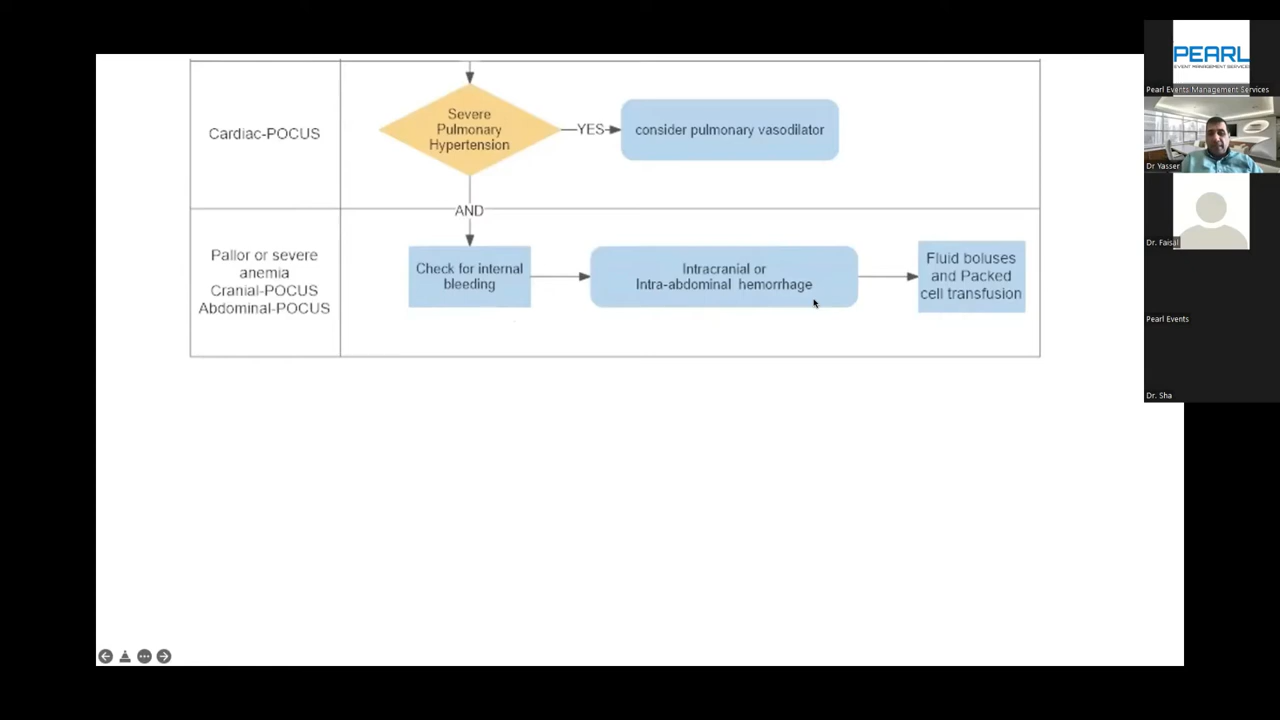 Cardiac-POCUS
Severe
Pulmonary
Hypertension
YES
consider pulmonary vasodilator
AND
Pallor or severe
anemia
Cranial-POCUS
Abdominal-POCUS
Check for internal
bleeding
Intracranial or
Intra-abdominal hemorrhage
Fluid boluses
and Packed
cell transfusion
PEARL
EVENT MANAGEMENT SERVICES
Pearl Events Management Services
Dr Yasser
Dr. Faisal
Pearl Events
Dr. Sha